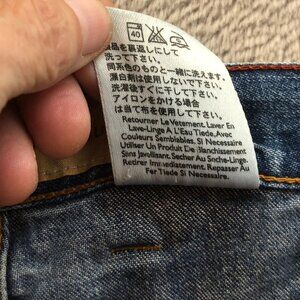 40
品を裏返しにして
洗って下さい。
同系色のものと一緒に洗えます。
漂白剤は使用しないで下さい。
洗濯後すぐに干して下さい。
アイロンをかける場合
は当て布を使用して下さい。
Retourner Le Vetement. Laver En
Lave-Linge A L'Eau Tiede, Avec
Couleurs Semblables. Si Necessaire
Utiliser Un Produit De Blanchissement
Sans Javellisant. Secher Au Seche-Linge.
Retirer Immediatement. Repasser Au
Fer Tiede Si Necessaire.